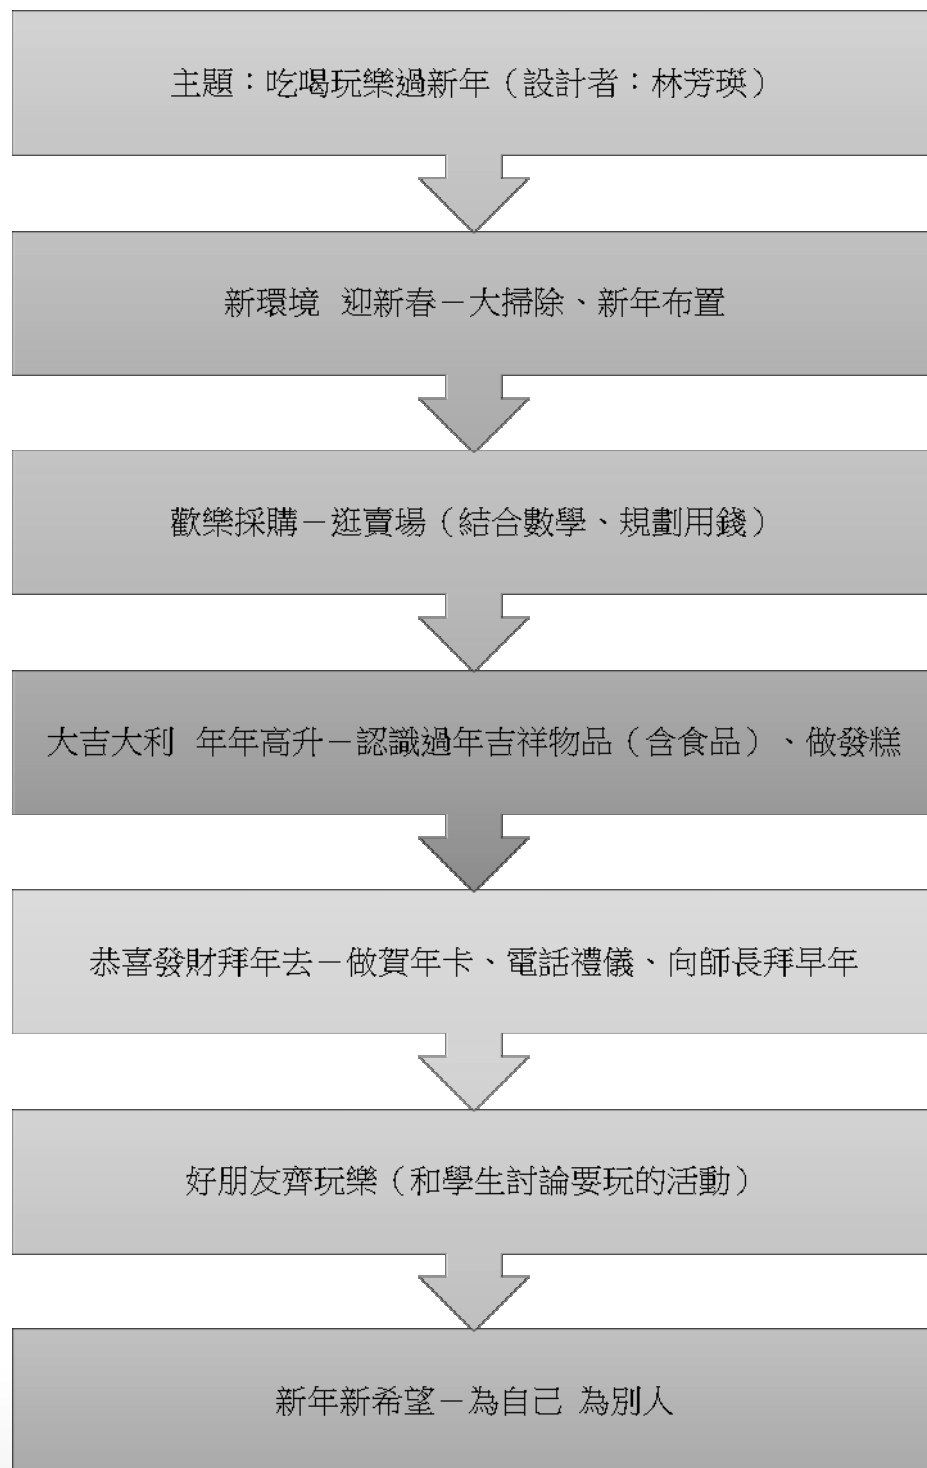 主題：吃喝玩樂過新年（設計者：林芳瑛）
新環境 迎新春－大掃除、新年布置
歡樂採購－逛賣場（結合數學、規劃用錢）
大吉大利 年年高升－認識過年吉祥物品（含食品）、做發糕
恭喜發財拜年去－做賀年卡、電話禮儀、向師長拜早年
好朋友齊玩樂（和學生討論要玩的活動）
新年新希望－為自己 為別人